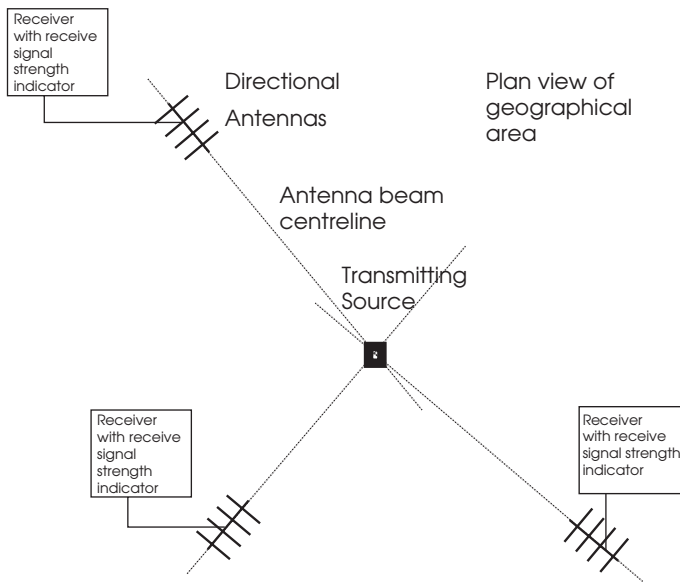 Receiver
with receive
signal
strength
indicator
Directional
Antennas
Plan view of
geographical
area
Antenna beam
centreline
Transmitting
Source
Receiver
with receive
signal
strength
indicator
Receiver
with receive
signal strength
indicator